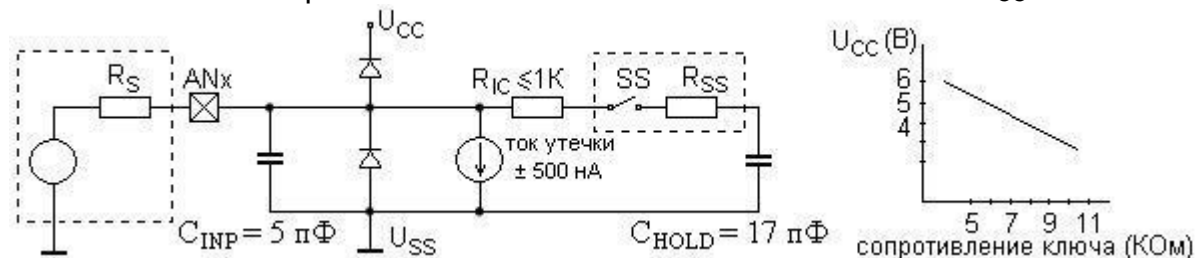 U_CC
R_S
ANx
R_IC ≤1K
SS
R_SS
ток утечки
± 500 нА
C_INP = 5 пФ
U_SS
C_HOLD = 17 пФ
U_CC (В)
6
5
4
5 7 9 11
сопротивление ключа (КОм)